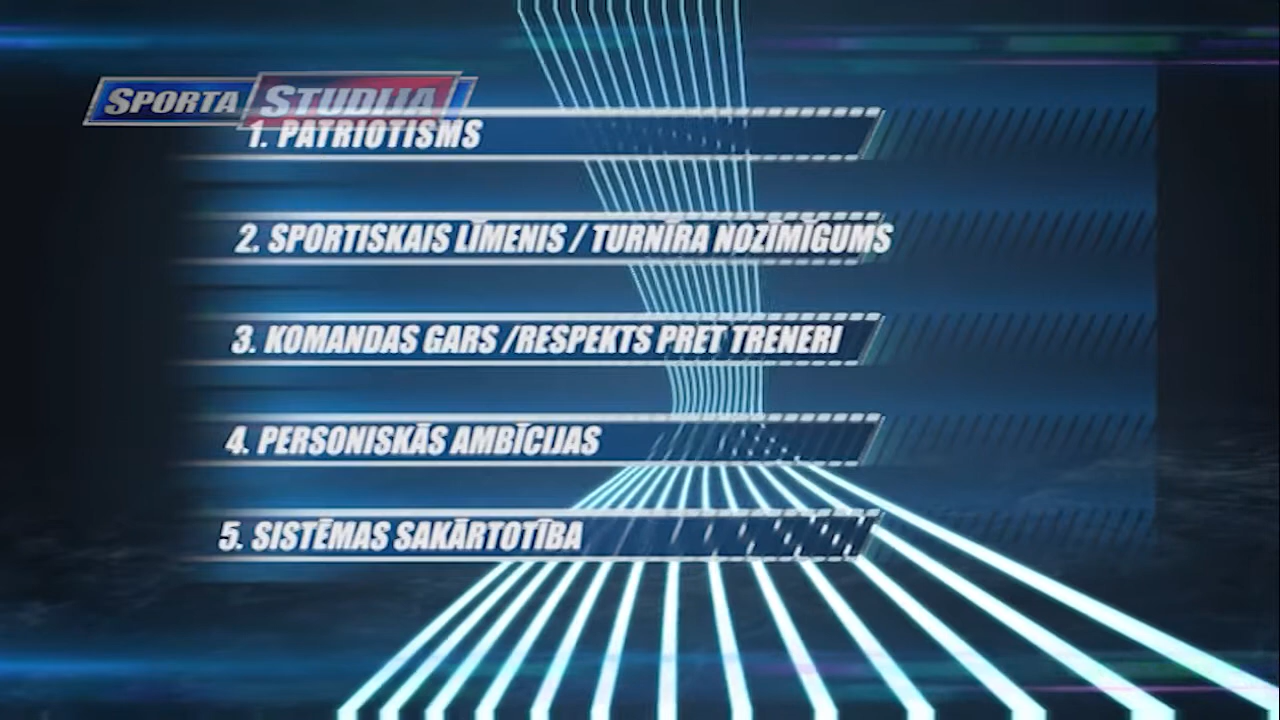 SPORTA STUDIJA
1. PATRIOTISMS
2. SPORTISKAIS LĪMENIS / TURNĪRA NOZĪMĪGUMS
3. KOMANDAS GARS /RESPEKTS PRET TRENERI
4. PERSONISKĀS AMBĪCIJAS
5. SISTĒMAS SAKĀRTOTĪBA